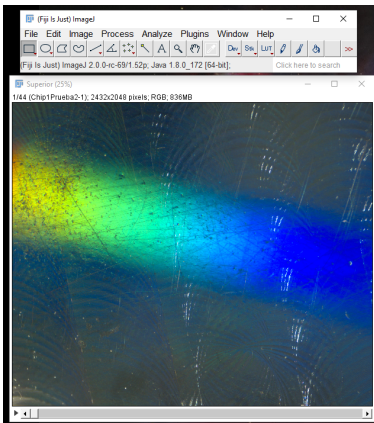 (Fiji Is Just) ImageJ
File Edit Image Process Analyze Plugins Window Help
A Dev Stk LUT >>
(Fiji Is Just) ImageJ 2.0.0-rc-69/1.52p; Java 1.8.0_172 [64-bit]; Click here to search
Superior (25%)
1/44 (Chip1Prueba2-1); 2432x2048 pixels; RGB; 836MB